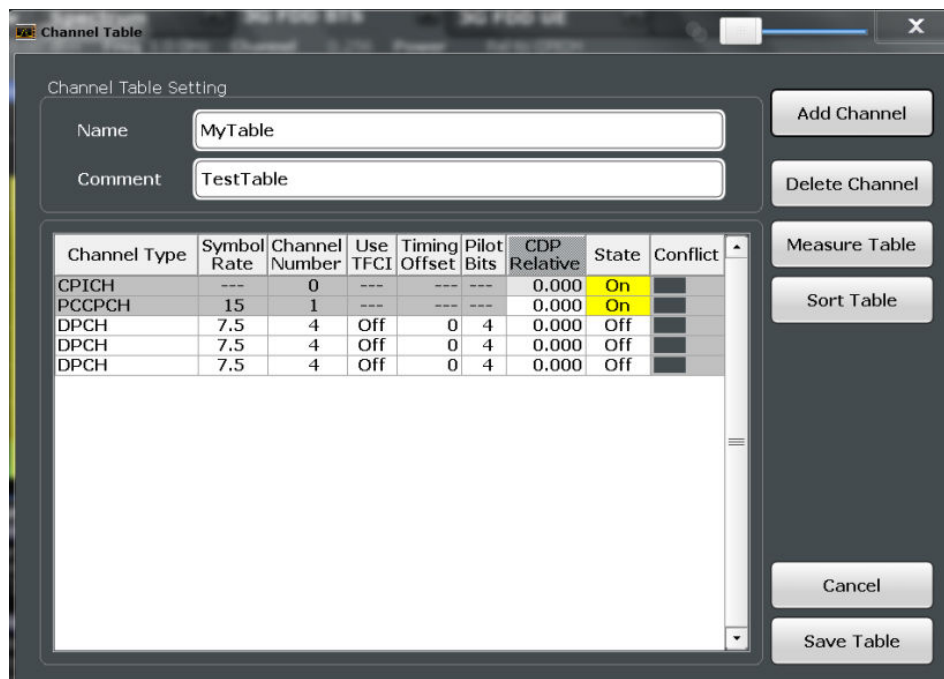 Channel Table
X
Channel Table Setting
Name
MyTable
Comment
TestTable
Add Channel
Delete Channel
Measure Table
Sort Table
Channel Type Symbol Rate Channel Number Use TFCI Timing Offset Pilot Bits CDP Relative State Conflict
CPICH --- 0 --- --- --- 0.000 On
PCCPCH 15 1 --- --- --- 0.000 On
DPCH 7.5 4 Off 0 4 0.000 Off
DPCH 7.5 4 Off 0 4 0.000 Off
DPCH 7.5 4 Off 0 4 0.000 Off
Cancel
Save Table